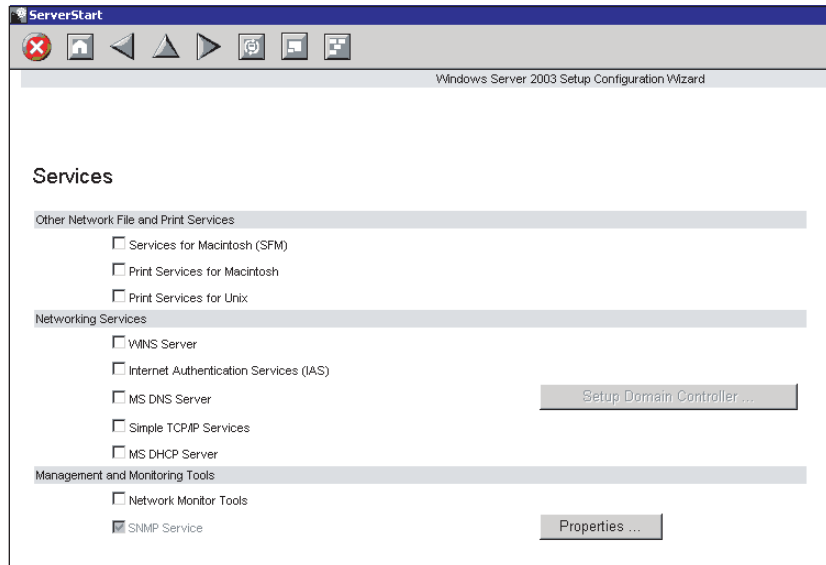 ServerStart
Windows Server 2003 Setup Configuration Wizard
Services
Other Network File and Print Services
Services for Macintosh (SFM)
Print Services for Macintosh
Print Services for Unix
Networking Services
WINS Server
Internet Authentication Services (IAS)
MS DNS Server
Setup Domain Controller ...
Simple TCP/IP Services
MS DHCP Server
Management and Monitoring Tools
Network Monitor Tools
SNMP Service
Properties ...